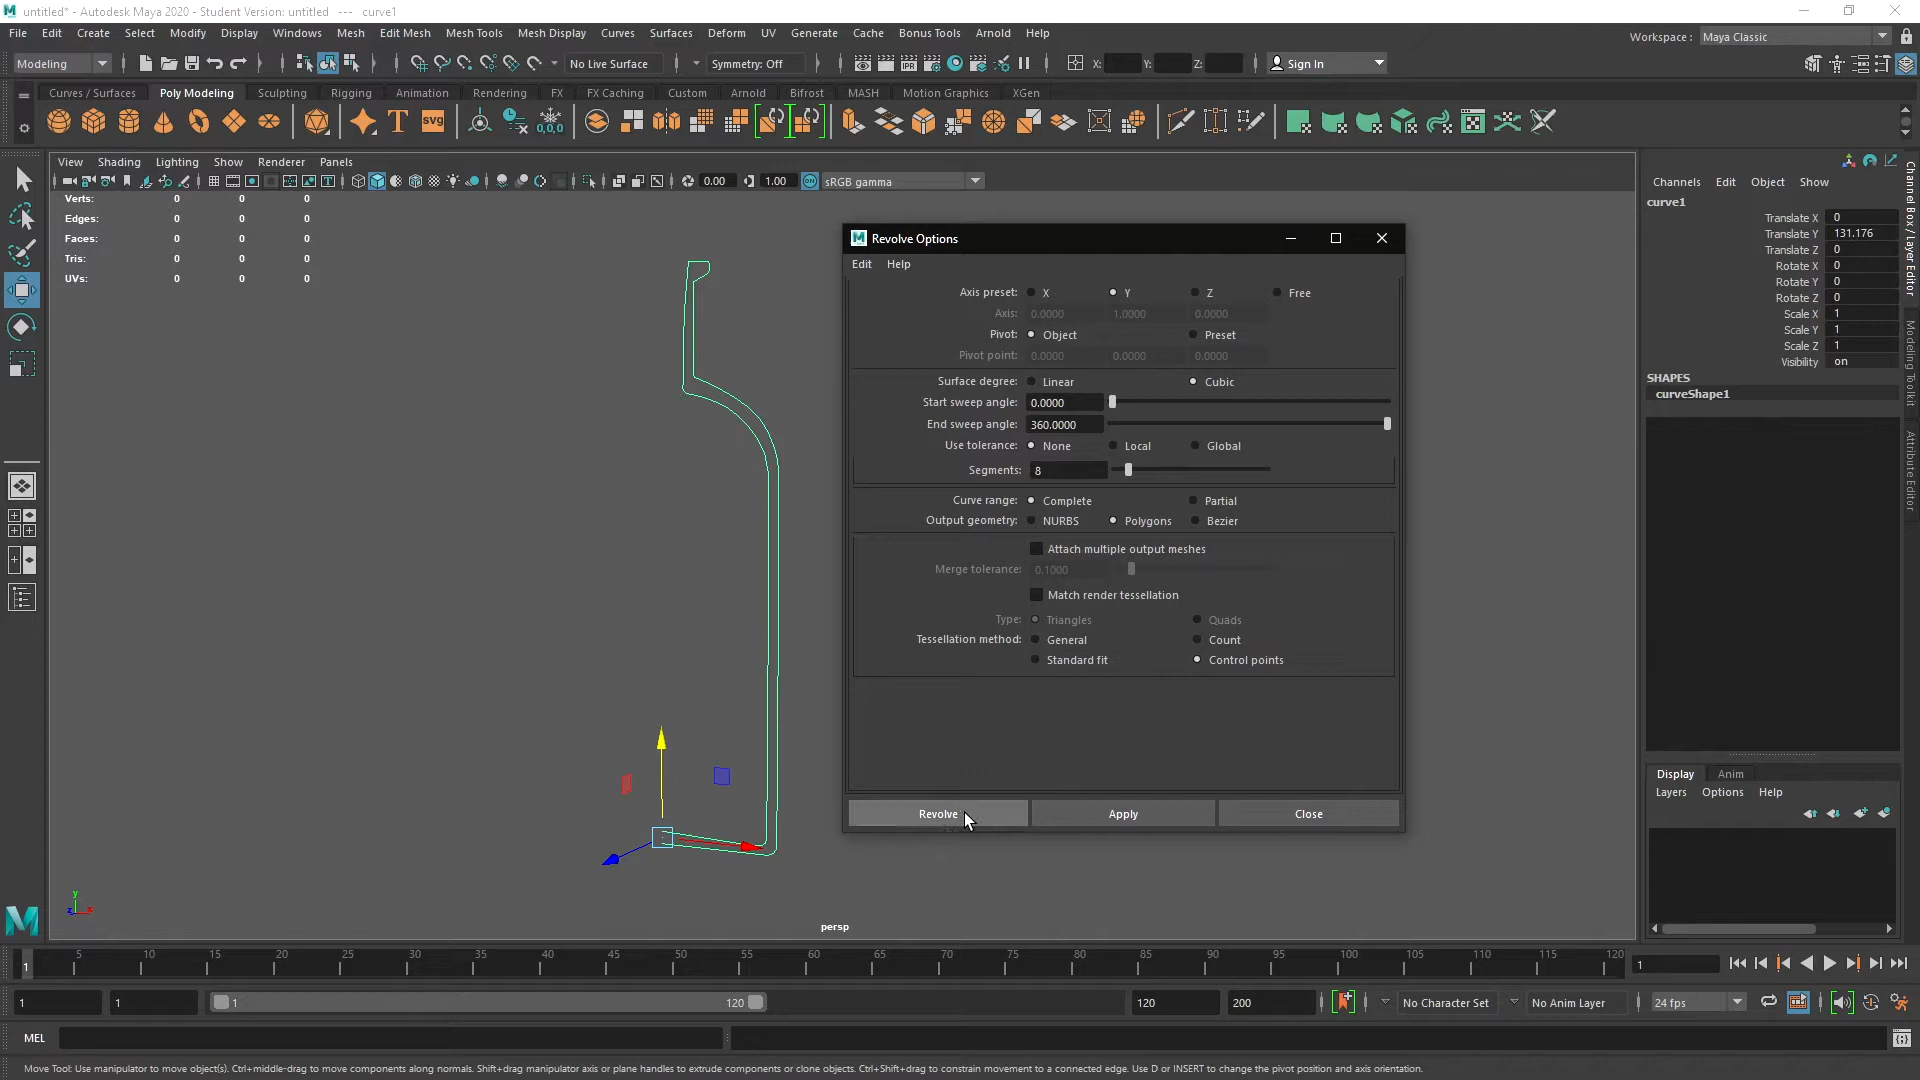 untitled* - Autodesk Maya 2020 - Student Version: untitled --- curve1
File Edit Create Select Modify Display Windows Mesh Edit Mesh Mesh Tools Mesh Display Curves Surfaces Deform UV Generate Cache Bonus Tools Arnold Help
Workspace : Maya Classic
Modeling No Live Surface Symmetry: Off X: Y: Z: Sign In
Curves / Surfaces Poly Modeling Sculpting Rigging Animation Rendering FX FX Caching Custom Arnold Bifrost MASH Motion Graphics XGen
View Shading Lighting Show Renderer Panels
0.00 1.00 sRGB gamma
Verts: 0 0 0
Edges: 0 0 0
Faces: 0 0 0
Tris: 0 0 0
UVs: 0 0 0
persp
Revolve Options
Edit Help
Axis preset: X Y Z Free
Axis: 0.0000 1.0000 0.0000
Pivot: Object Preset
Pivot point: 0.0000 0.0000 0.0000
Surface degree: Linear Cubic
Start sweep angle: 0.0000
End sweep angle: 360.0000
Use tolerance: None Local Global
Segments: 8
Curve range: Complete Partial
Output geometry: NURBS Polygons Bezier
Attach multiple output meshes
Merge tolerance: 0.1000
Match render tessellation
Type: Triangles Quads
Tessellation method: General Count
Standard fit Control points
Revolve Apply Close
Channels Edit Object Show
curve1
Translate X 0
Translate Y 131.176
Translate Z 0
Rotate X 0
Rotate Y 0
Rotate Z 0
Scale X 1
Scale Y 1
Scale Z 1
Visibility on
SHAPES
curveShape1
Channel Box / Layer Editor
Modeling Toolkit
Attribute Editor
Display Anim
Layers Options Help
5 10 15 20 25 30 35 40 45 50 55 60 65 70 75 80 85 90 95 100 105 110 115 120
1 1
1 1 1 120 120 200 No Character Set No Anim Layer 24 fps
MEL
Move Tool: Use manipulator to move object(s). Ctrl+middle-drag to move components along normals. Shift+drag manipulator axis or plane handles to extrude components or clone objects. Ctrl+Shift+drag to constrain movement to a connected edge. Use D or INSERT to change the pivot position and axis orientation.